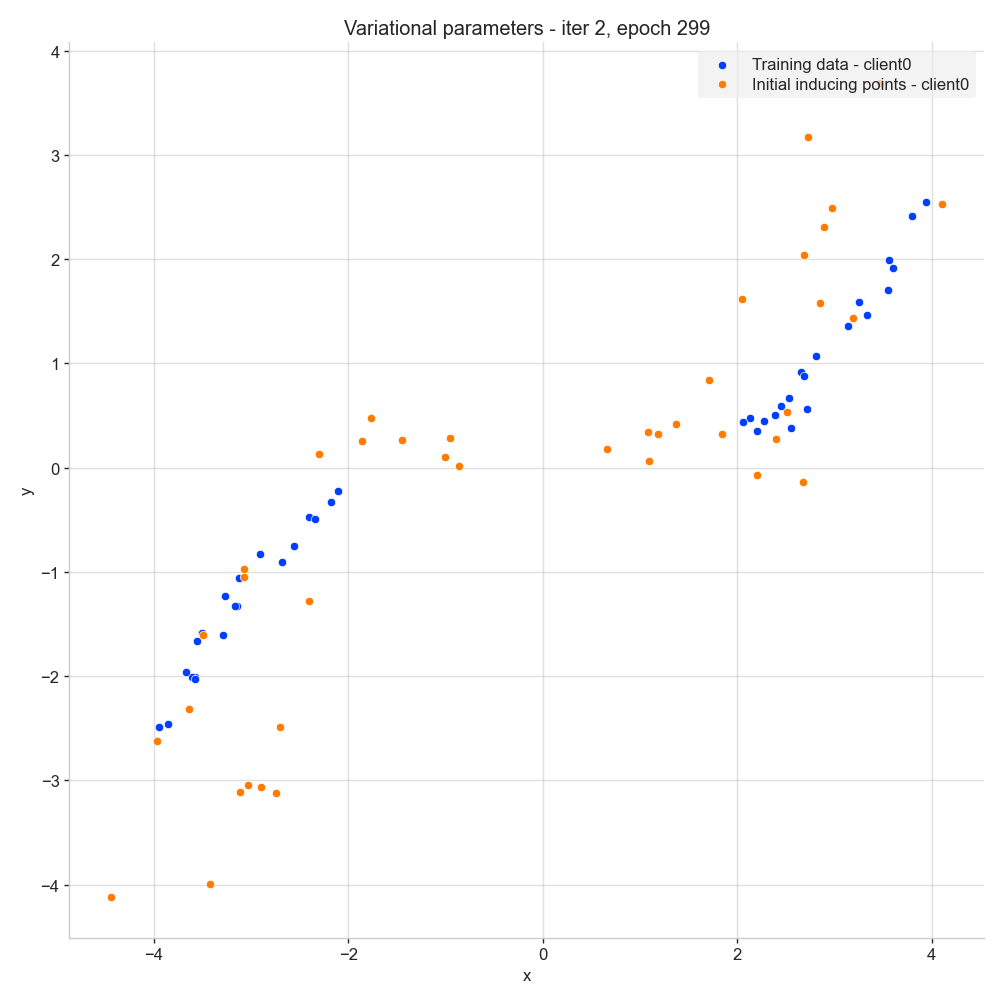 Variational parameters - iter 2, epoch 299
Training data - client0
Initial inducing points - client0
4
3
2
1
0
−1
−2
−3
−4
y
−4 −2 0 2 4
x